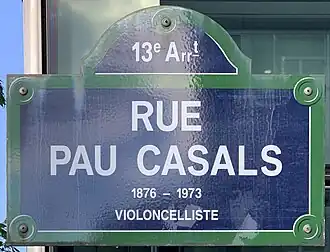 13e Arrt
RUE
PAU CASALS
1876 – 1973
VIOLONCELLISTE